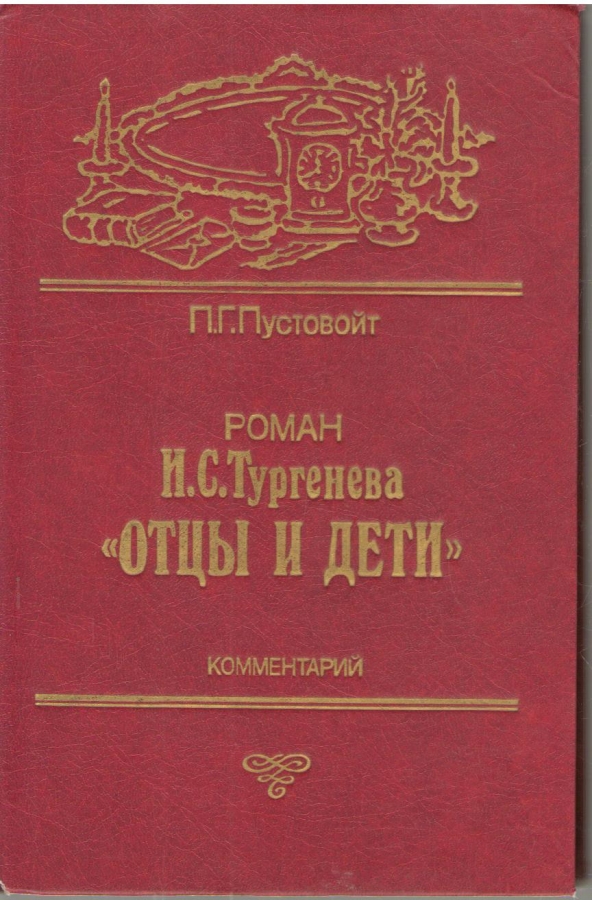 П.Г.Пустовойт
РОМАН
И.С.Тургенева
«ОТЦЫ И ДЕТИ»
КОММЕНТАРИЙ